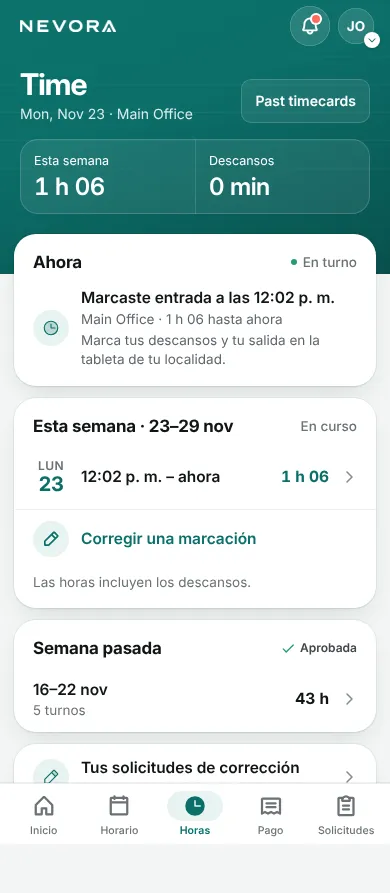 NEVORA
JO
Time
Mon, Nov 23 · Main Office
Past timecards
Esta semana
1 h 06
Descansos
0 min
Ahora
En turno
Marcaste entrada a las 12:02 p. m.
Main Office · 1 h 06 hasta ahora
Marca tus descansos y tu salida en la
tableta de tu localidad.
Esta semana · 23–29 nov
En curso
LUN
23
12:02 p. m. – ahora
1 h 06
Corregir una marcación
Las horas incluyen los descansos.
Semana pasada
Aprobada
16–22 nov
5 turnos
43 h
Tus solicitudes de corrección
Inicio
Horario
Horas
Pago
Solicitudes